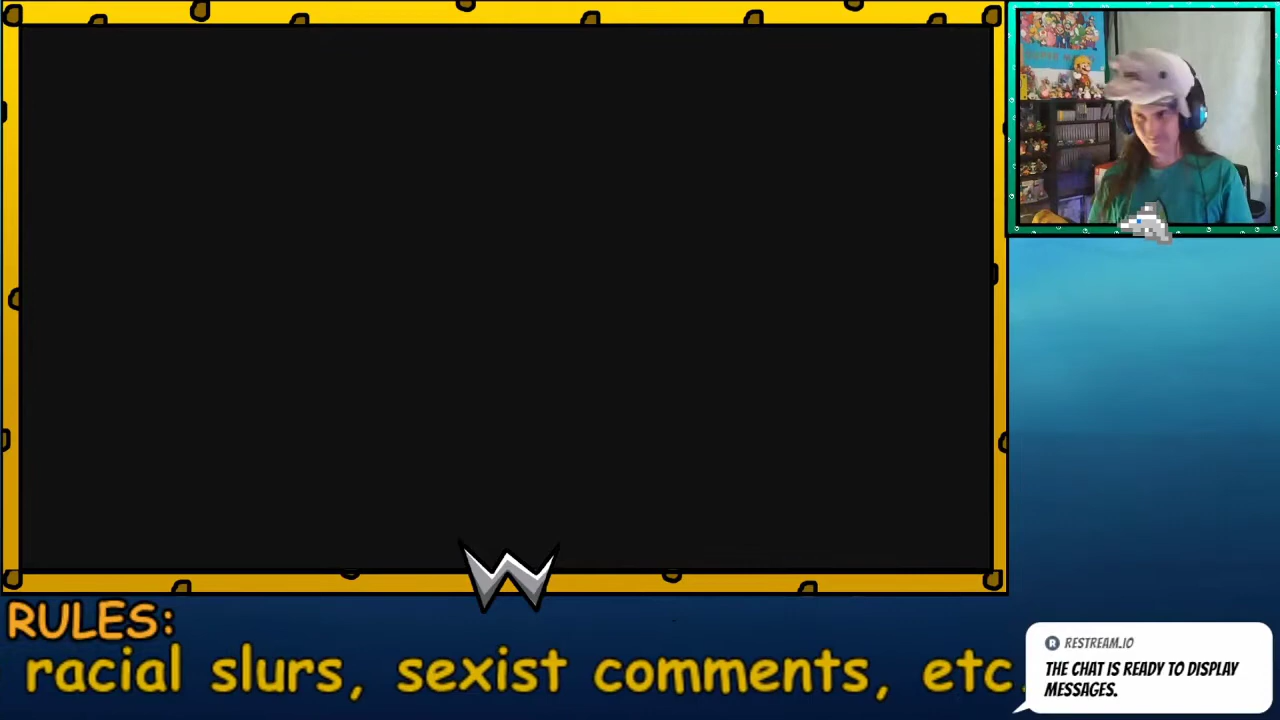 RULES:
racial slurs, sexist comments, etc.
RESTREAM.IO
THE CHAT IS READY TO DISPLAY
MESSAGES.